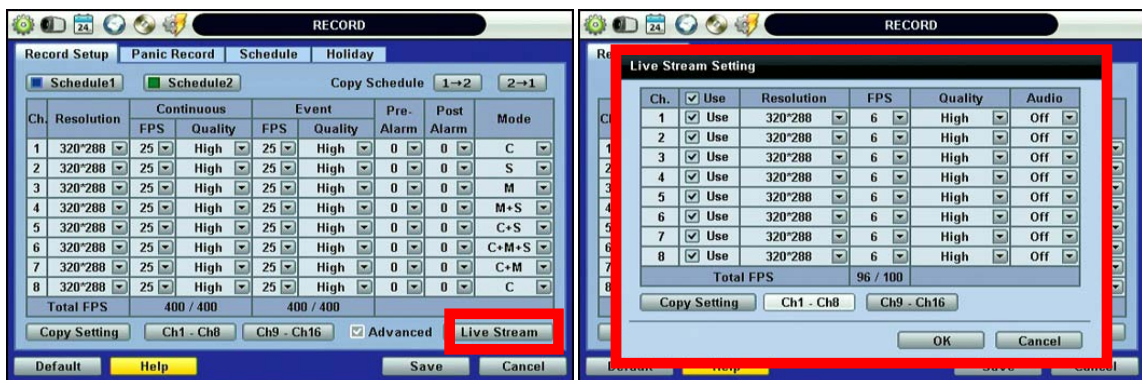 24
RECORD
Record Setup Panic Record Schedule Holiday
Schedule1 Schedule2 Copy Schedule 1→2 2→1
Ch. Resolution Continuous Event Pre-Alarm Post Alarm Mode
FPS Quality FPS Quality
1 320*288 25 High 25 High 0 0 C
2 320*288 25 High 25 High 0 0 S
3 320*288 25 High 25 High 0 0 M
4 320*288 25 High 25 High 0 0 M+S
5 320*288 25 High 25 High 0 0 C+S
6 320*288 25 High 25 High 0 0 C+M+S
7 320*288 25 High 25 High 0 0 C+M
8 320*288 25 High 25 High 0 0 C
Total FPS 400 / 400 400 / 400
Copy Setting Ch1 - Ch8 Ch9 - Ch16 Advanced Live Stream
Default Help Save Cancel
24
RECORD
Live Stream Setting
Ch. Use Resolution FPS Quality Audio
1 Use 320*288 6 High Off
2 Use 320*288 6 High Off
3 Use 320*288 6 High Off
4 Use 320*288 6 High Off
5 Use 320*288 6 High Off
6 Use 320*288 6 High Off
7 Use 320*288 6 High Off
8 Use 320*288 6 High Off
Total FPS 96 / 100
Copy Setting Ch1 - Ch8 Ch9 - Ch16
OK Cancel